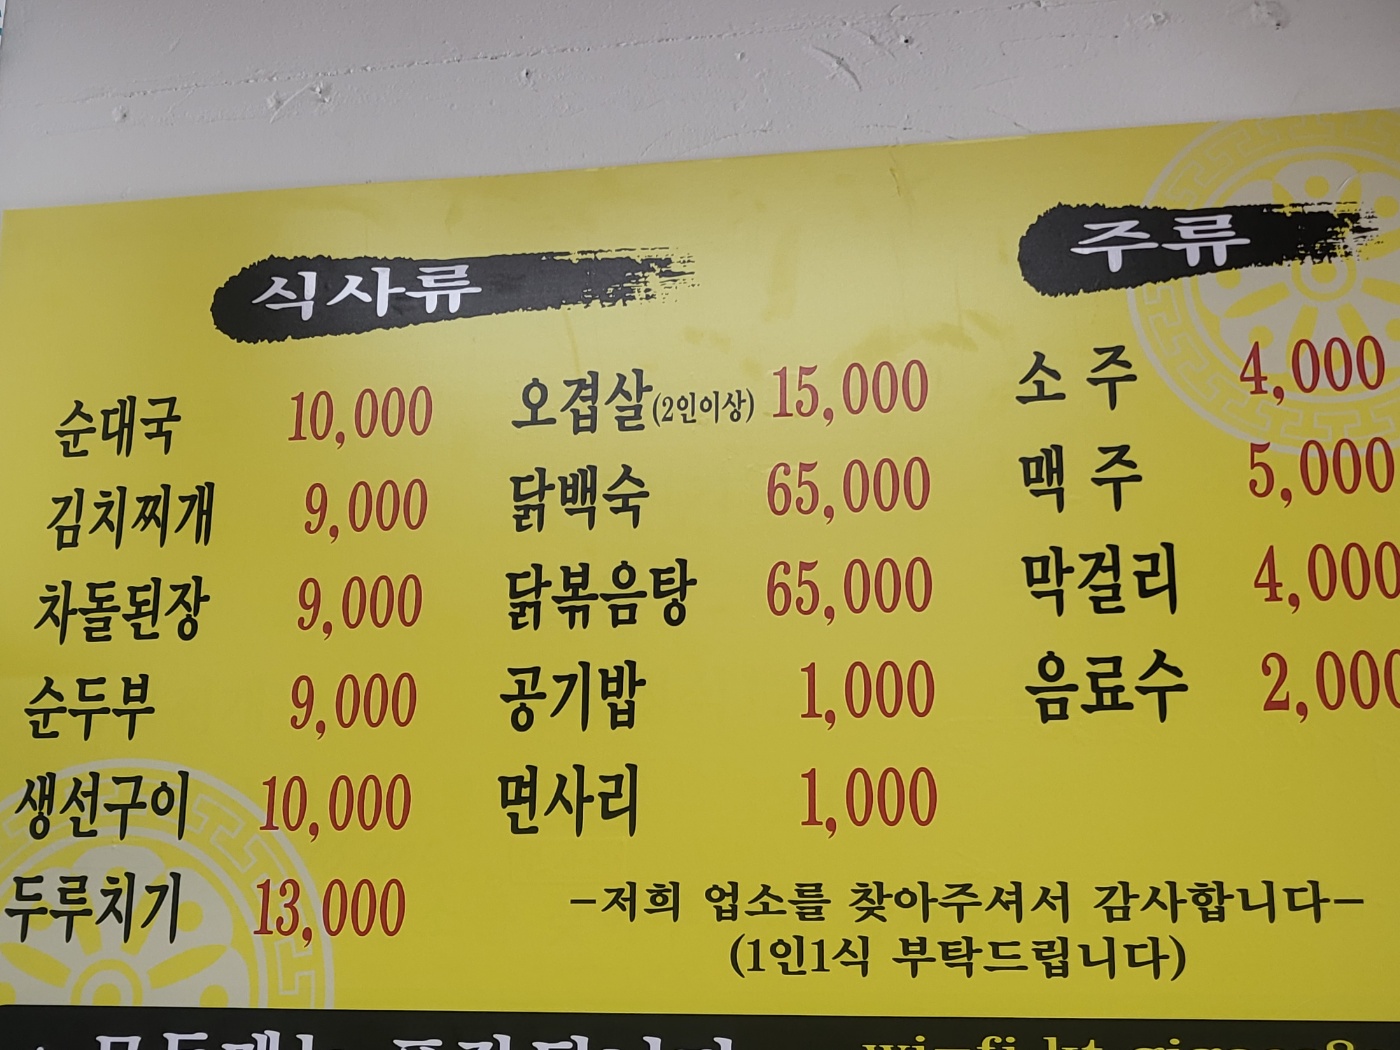 식사류
순대국 10,000
김치찌개 9,000
차돌된장 9,000
순두부 9,000
생선구이 10,000
두루치기 13,000
오겹살(2인이상) 15,000
닭백숙 65,000
닭볶음탕 65,000
공기밥 1,000
면사리 1,000
주류
소 주 4,000
맥 주 5,000
막걸리 4,000
음료수 2,000
-저희 업소를 찾아주셔서 감사합니다-
(1인1식 부탁드립니다)